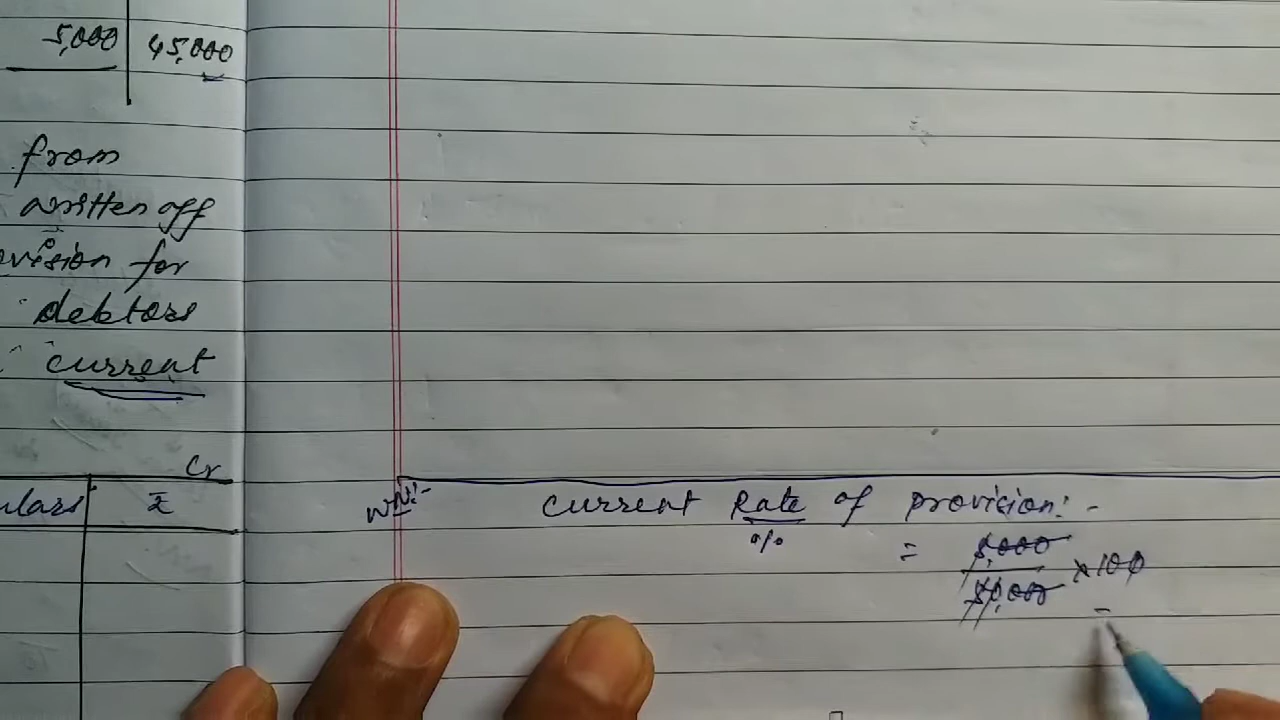 5,000 45,000
from
written off
vision for
debtors
current
Cr
ulars ₹
W.N:-
Current Rate of provision:-
%
= 5,000
50,000 × 100
=